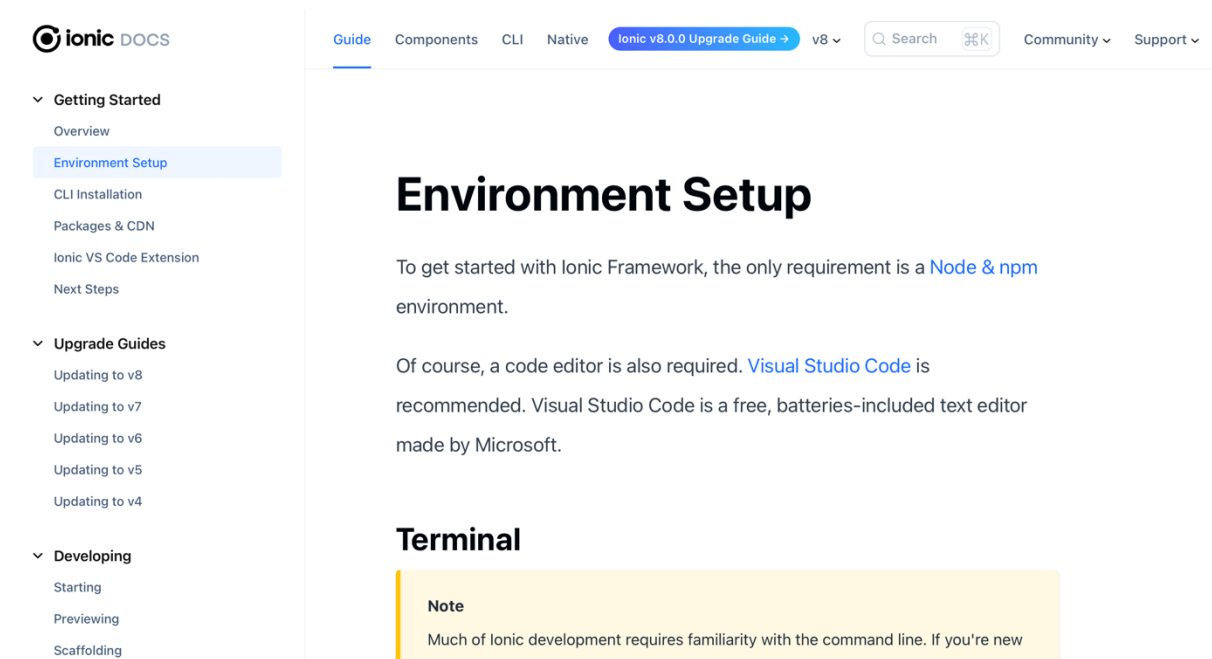 ionic DOCS
Guide Components CLI Native Ionic v8.0.0 Upgrade Guide → v8 Search ⌘K Community Support
Getting Started
Overview
Environment Setup
CLI Installation
Packages & CDN
Ionic VS Code Extension
Next Steps
Upgrade Guides
Updating to v8
Updating to v7
Updating to v6
Updating to v5
Updating to v4
Developing
Starting
Previewing
Scaffolding
Environment Setup
To get started with Ionic Framework, the only requirement is a Node & npm
environment.
Of course, a code editor is also required. Visual Studio Code is
recommended. Visual Studio Code is a free, batteries-included text editor
made by Microsoft.
Terminal
Note
Much of Ionic development requires familiarity with the command line. If you're new